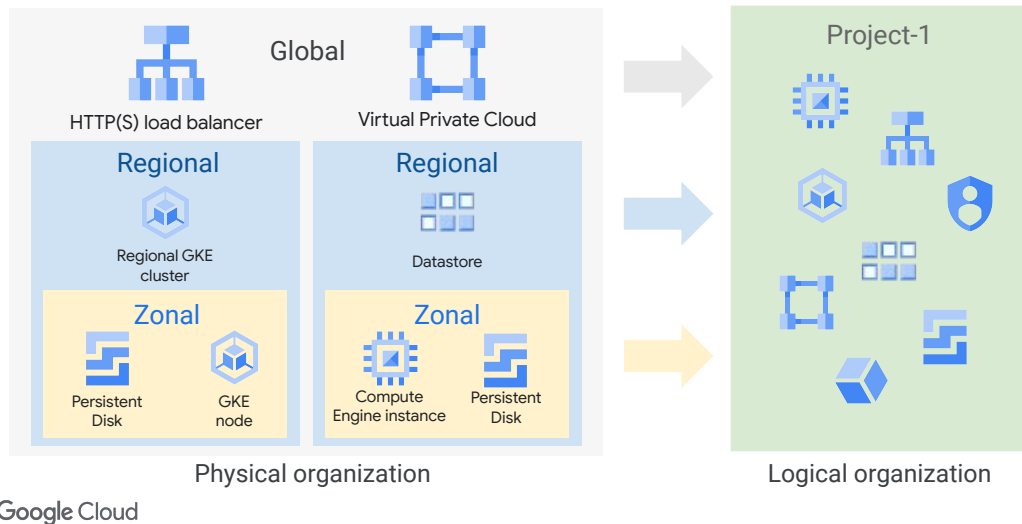 Global
HTTP(S) load balancer
Virtual Private Cloud
Regional
Regional GKE
cluster
Zonal
Persistent
Disk
GKE
node
Regional
Datastore
Zonal
Compute
Engine instance
Persistent
Disk
Physical organization
Project-1
Logical organization
Google Cloud